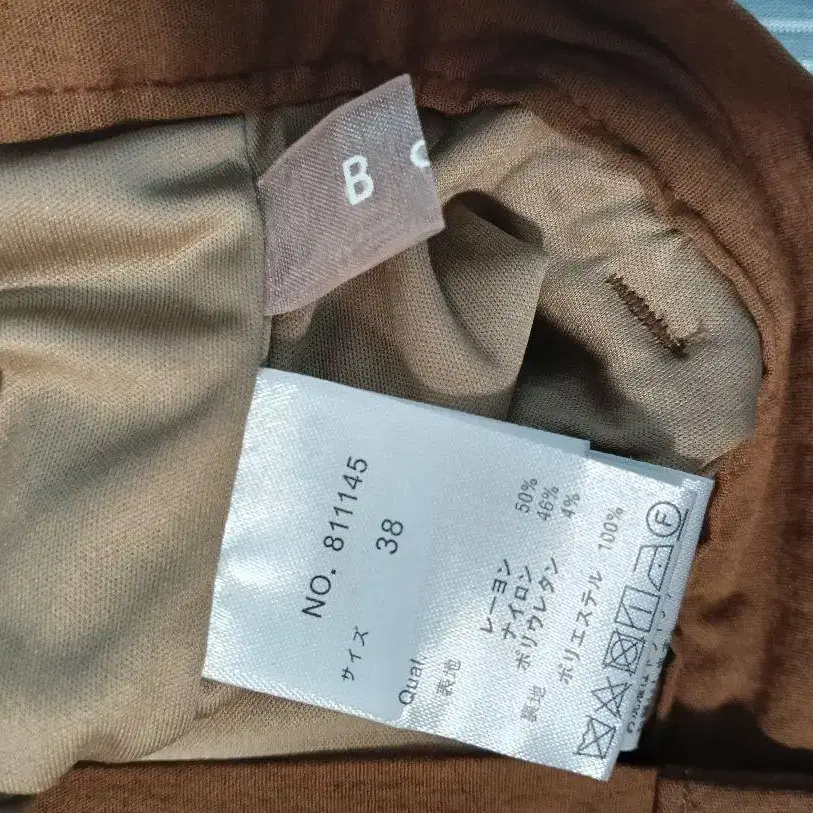 B
NO. 811145
サイズ 38
Qual.
表地 レーヨン 50%
ナイロン 46%
ポリウレタン 4%
裏地 ポリエステル 100%
F